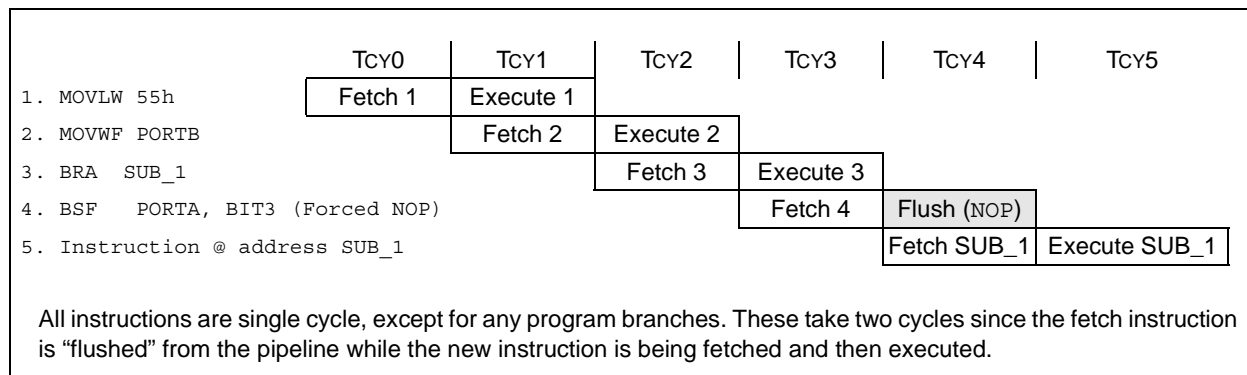 TCY0 TCY1 TCY2 TCY3 TCY4 TCY5
1. MOVLW 55h Fetch 1 Execute 1
2. MOVWF PORTB Fetch 2 Execute 2
3. BRA SUB_1 Fetch 3 Execute 3
4. BSF PORTA, BIT3 (Forced NOP) Fetch 4 Flush (NOP)
5. Instruction @ address SUB_1 Fetch SUB_1 Execute SUB_1
All instructions are single cycle, except for any program branches. These take two cycles since the fetch instruction
is “flushed” from the pipeline while the new instruction is being fetched and then executed.